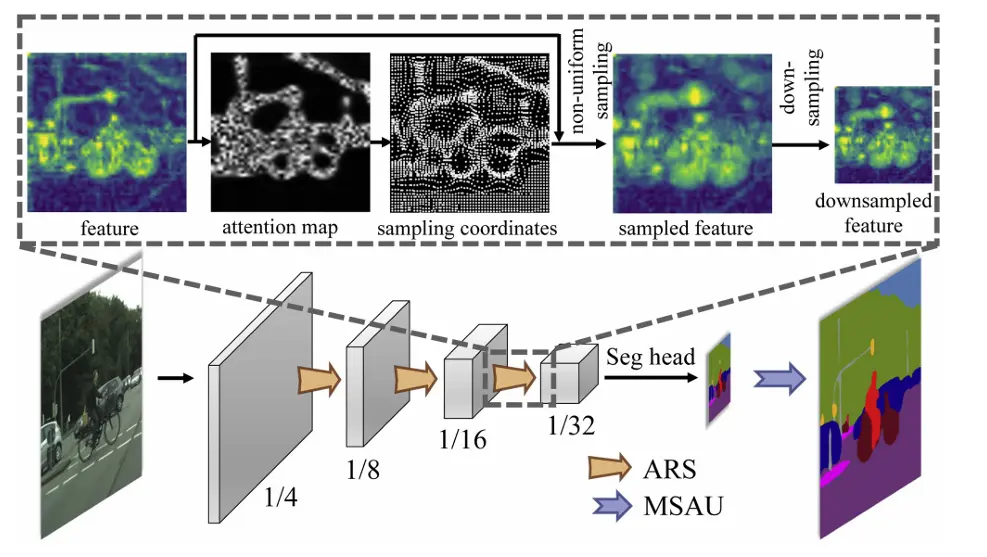 non-uniform
sampling
down-
sampling
feature
attention map
sampling coordinates
sampled feature
downsampled
feature
1/4
1/8
1/16
1/32
Seg head
ARS
MSAU